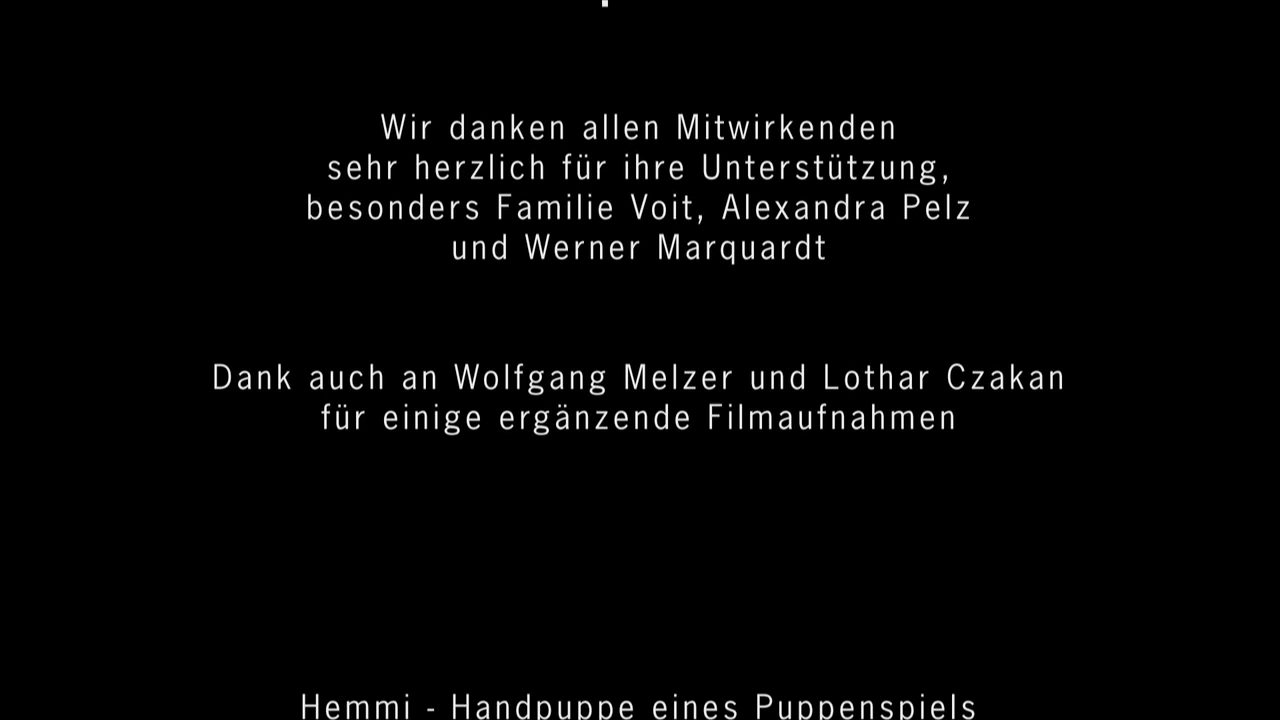 Wir danken allen Mitwirkenden
sehr herzlich für ihre Unterstützung,
besonders Familie Voit, Alexandra Pelz
und Werner Marquardt
Dank auch an Wolfgang Melzer und Lothar Czakan
für einige ergänzende Filmaufnahmen
Hemmi - Handpuppe eines Puppenspiels